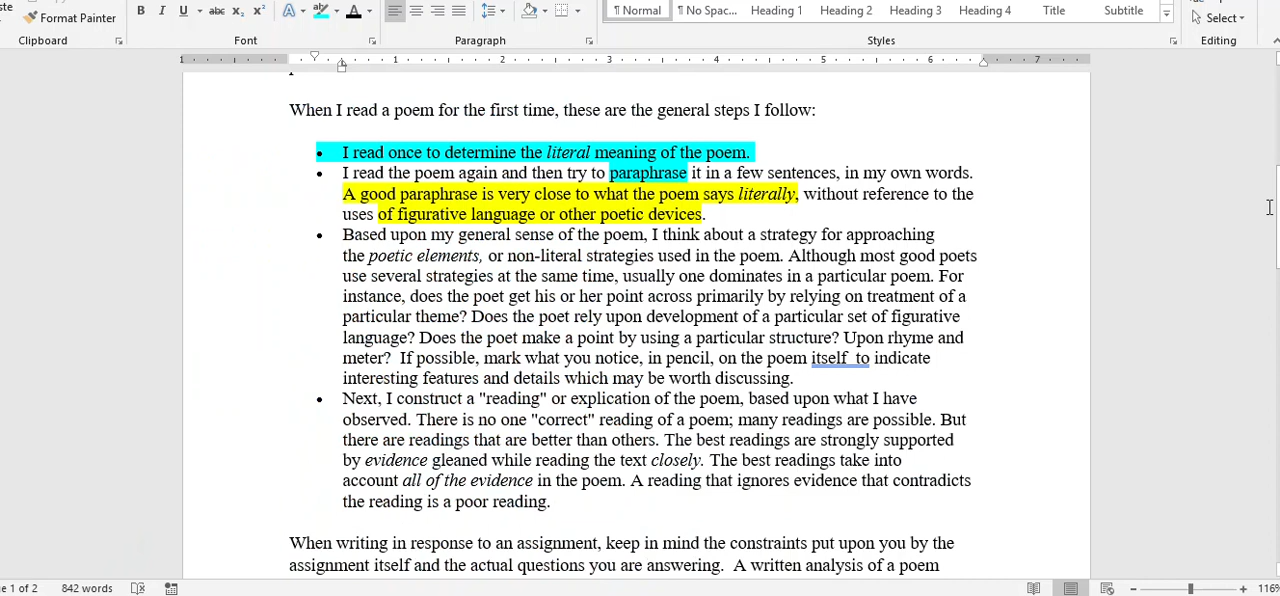 Format Painter
B I U abc X₂ X² A A
Clipboard Font Paragraph Styles Editing
¶ Normal ¶ No Spac... Heading 1 Heading 2 Heading 3 Heading 4 Title Subtitle
Select
1 1 2 3 4 5 6 7
When I read a poem for the first time, these are the general steps I follow:
• I read once to determine the literal meaning of the poem.
• I read the poem again and then try to paraphrase it in a few sentences, in my own words.
A good paraphrase is very close to what the poem says literally, without reference to the
uses of figurative language or other poetic devices.
• Based upon my general sense of the poem, I think about a strategy for approaching
the poetic elements, or non-literal strategies used in the poem. Although most good poets
use several strategies at the same time, usually one dominates in a particular poem. For
instance, does the poet get his or her point across primarily by relying on treatment of a
particular theme? Does the poet rely upon development of a particular set of figurative
language? Does the poet make a point by using a particular structure? Upon rhyme and
meter?  If possible, mark what you notice, in pencil, on the poem itself  to indicate
interesting features and details which may be worth discussing.
• Next, I construct a "reading" or explication of the poem, based upon what I have
observed. There is no one "correct" reading of a poem; many readings are possible. But
there are readings that are better than others. The best readings are strongly supported
by evidence gleaned while reading the text closely. The best readings take into
account all of the evidence in the poem. A reading that ignores evidence that contradicts
the reading is a poor reading.
When writing in response to an assignment, keep in mind the constraints put upon you by the
assignment itself and the actual questions you are answering.  A written analysis of a poem
1 of 2 842 words 116%